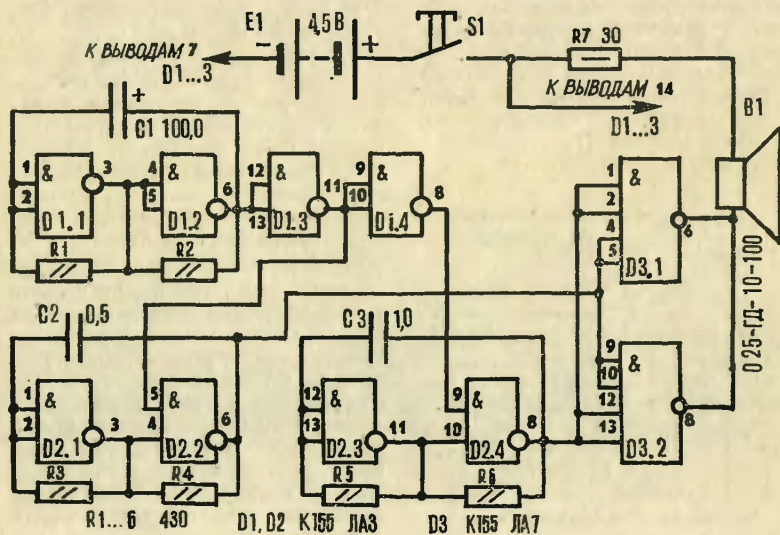 E1
4,5 В
S1
К ВЫВОДАМ 7
D1...3
−
+
R7 30
К ВЫВОДАМ 14
D1...3
B1
+
C1 100,0
1
2
&
D1.1
3
4
5
&
D1.2
6
12
13
&
D1.3
11
9
10
&
D1.4
8
R1
R2
1
2
4
5
&
D3.1
6
C2
0,5
C3
1,0
0,25-ГД-10-100
1
2
&
D2.1
3
5
4
&
D2.2
6
12
13
&
D2.3
11
9
10
&
D2.4
8
9
10
12
13
&
D3.2
8
R3
R4
R5
R6
R1...6 430
D1, D2 К155 ЛА3
D3 К155 ЛА7